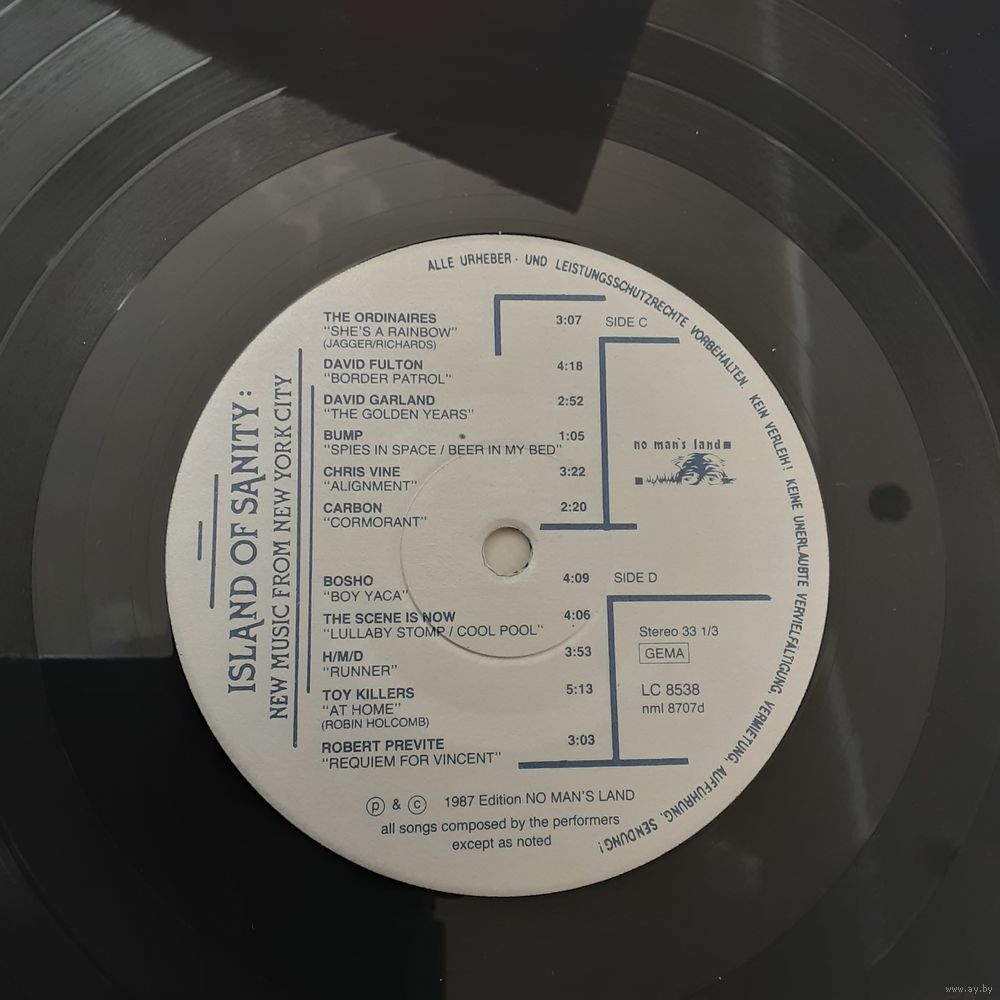 ALLE URHEBER- UND LEISTUNGSSCHUTZRECHTE VORBEHALTEN. KEIN VERLEIH! KEINE UNERLAUBTE VERVIELFÄLTIGUNG, VERMIETUNG, AUFFÜHRUNG, SENDUNG!
ISLAND OF SANITY:
NEW MUSIC FROM NEW YORK CITY
SIDE C
THE ORDINAIRES 3:07
"SHE'S A RAINBOW"
(JAGGER/RICHARDS)
DAVID FULTON 4:18
"BORDER PATROL"
DAVID GARLAND 2:52
"THE GOLDEN YEARS"
BUMP 1:05
"SPIES IN SPACE / BEER IN MY BED"
CHRIS VINE 3:22
"ALIGNMENT"
CARBON 2:20
"CORMORANT"
no man's land
SIDE D
BOSHO 4:09
"BOY YACA"
THE SCENE IS NOW 4:06
"LULLABY STOMP / COOL POOL"
H/M/D 3:53
"RUNNER"
TOY KILLERS 5:13
"AT HOME"
(ROBIN HOLCOMB)
ROBERT PREVITE 3:03
"REQUIEM FOR VINCENT"
Stereo 33 1/3
GEMA
LC 8538
nml 8707d
ⓟ & ⓒ 1987 Edition NO MAN'S LAND
all songs composed by the performers
except as noted
www.ay.by